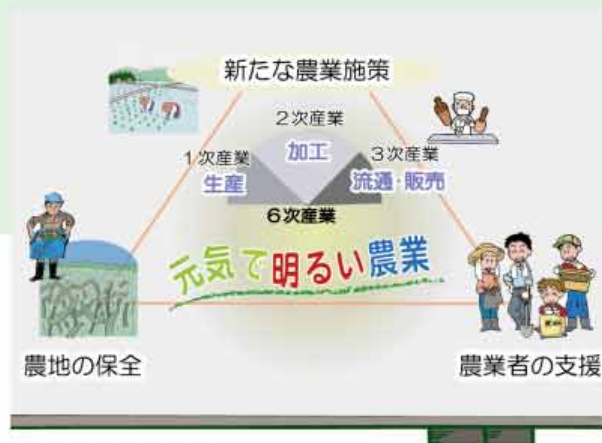 新たな農業施策
2次産業
加工
1次産業
生産
3次産業
流通・販売
6次産業
元気で明るい農業
農地の保全
農業者の支援